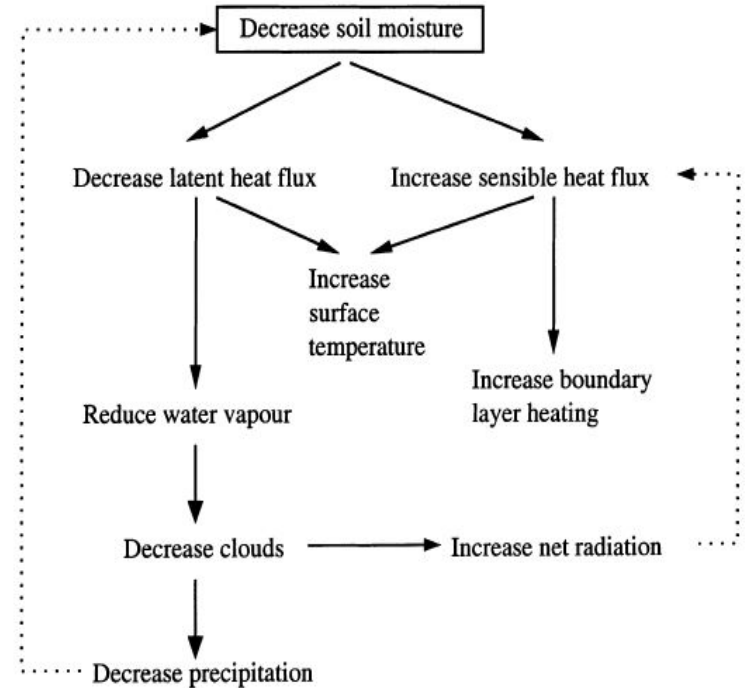 Decrease soil moisture
Decrease latent heat flux
Increase sensible heat flux
Increase
surface
temperature
Increase boundary
layer heating
Reduce water vapour
Decrease clouds
Increase net radiation
Decrease precipitation